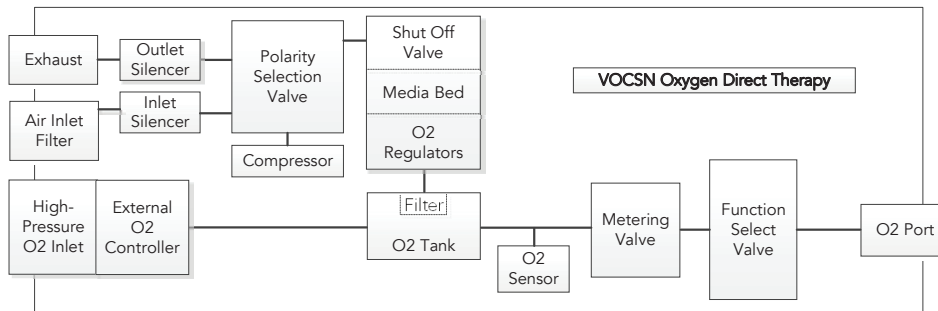 Exhaust
Outlet
Silencer
Polarity
Selection
Valve
Shut Off
Valve
VOCSN Oxygen Direct Therapy
Air Inlet
Filter
Inlet
Silencer
Media Bed
Compressor
O2
Regulators
High-
Pressure
O2 Inlet
External
O2
Controller
Filter
O2 Tank
O2
Sensor
Metering
Valve
Function
Select
Valve
O2 Port